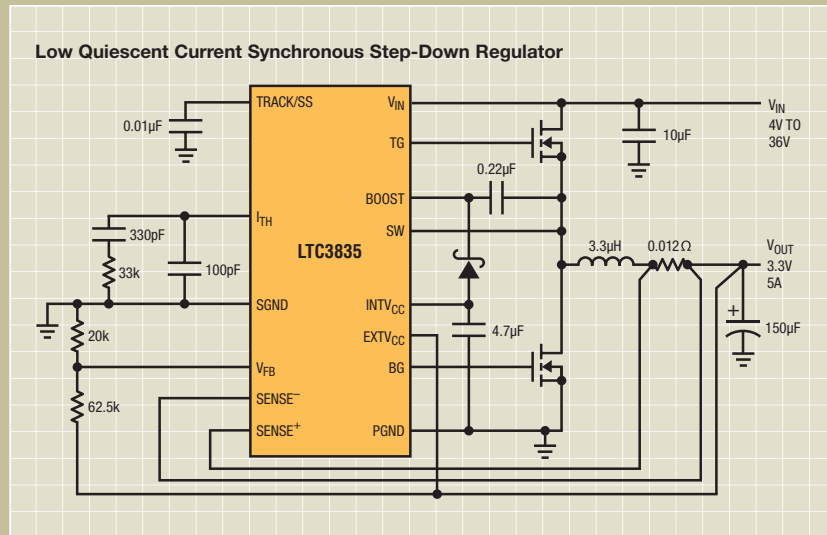 Low Quiescent Current Synchronous Step-Down Regulator
TRACK/SS
VIN
VIN
4V TO
36V
0.01µF
TG
10µF
0.22µF
BOOST
ITH
SW
330pF
LTC3835
3.3µH
0.012Ω
VOUT
3.3V
5A
33k
100pF
SGND
INTVCC
+
150µF
20k
4.7µF
EXTVCC
VFB
BG
62.5k
SENSE–
SENSE+
PGND